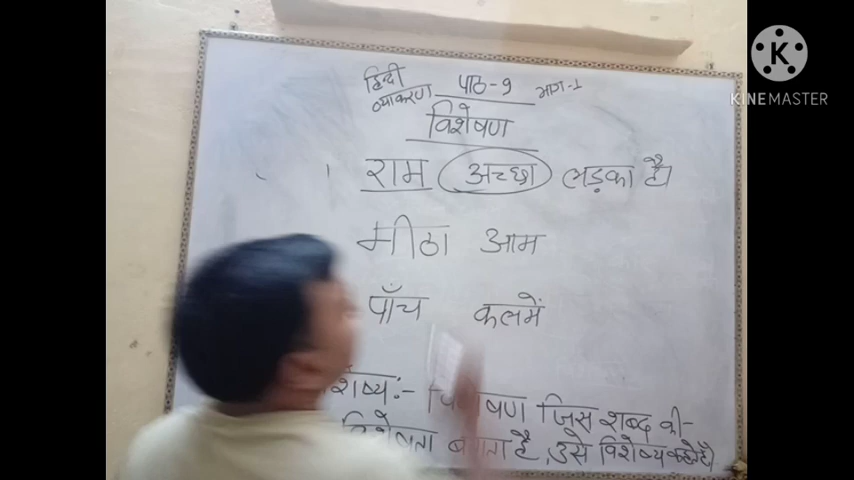 हिन्दी
व्याकरण पाठ-9 भाग-1
विशेषण
राम अच्छा लड़का है।
मीठा आम
पाँच कलमें
शेष्य:- विशेषण जिस शब्द की-
विशेषता बताता है, उसे विशेष्य कहते हैं।
KINEMASTER